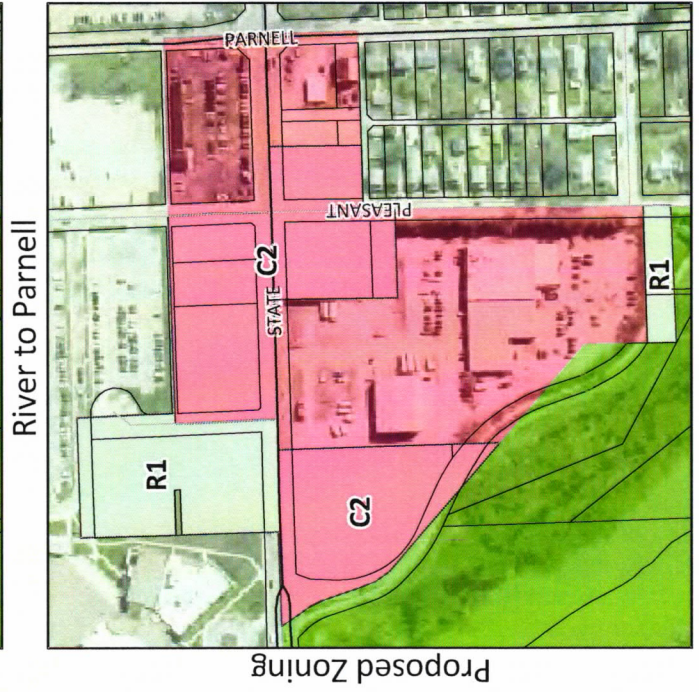 River to Parnell
Proposed Zoning
PARNELL
PLEASANT
STATE
C2
R1
C2
R1